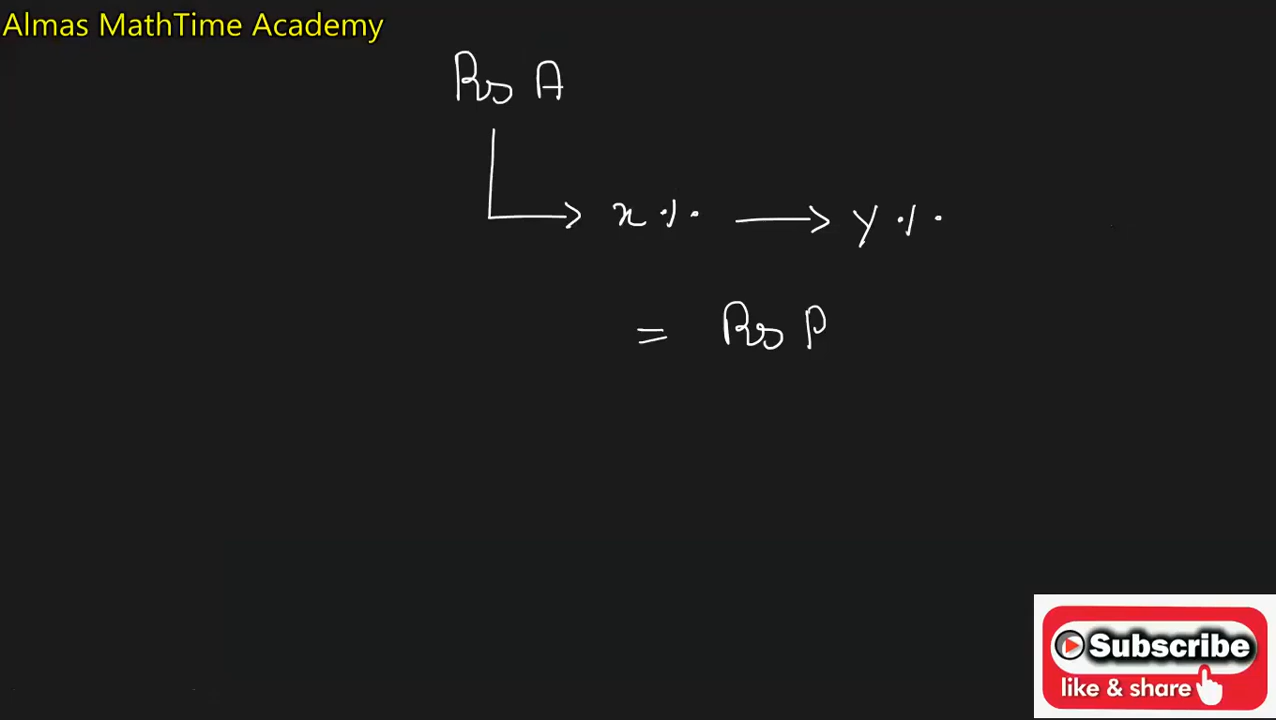 Almas MathTime Academy
Rs A
x % → y %
= Rs P
Subscribe
like & share